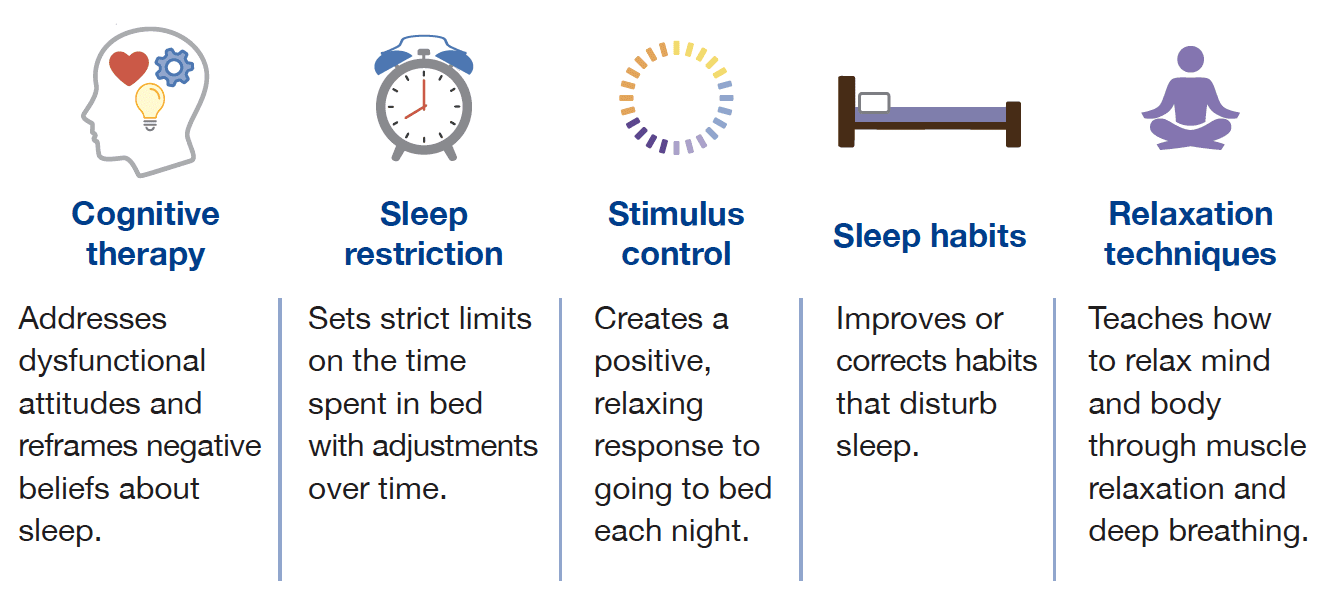 Cognitive
therapy
Addresses
dysfunctional
attitudes and
reframes negative
beliefs about
sleep.
Sleep
restriction
Sets strict limits
on the time
spent in bed
with adjustments
over time.
Stimulus
control
Creates a
positive,
relaxing
response to
going to bed
each night.
Sleep habits
Improves or
corrects habits
that disturb
sleep.
Relaxation
techniques
Teaches how
to relax mind
and body
through muscle
relaxation and
deep breathing.